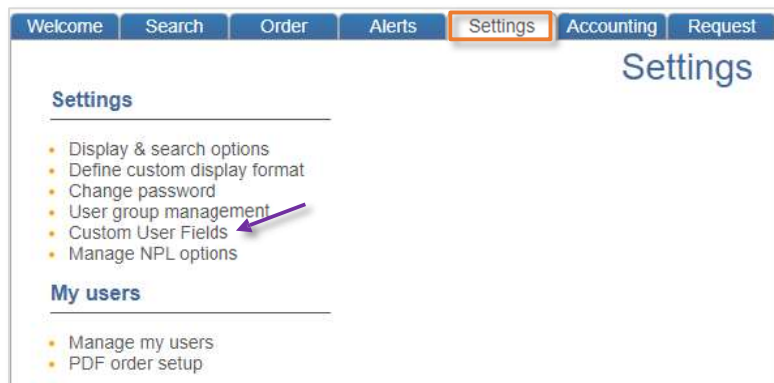 Welcome Search Order Alerts Settings Accounting Request
Settings
Settings
Display & search options
Define custom display format
Change password
User group management
Custom User Fields
Manage NPL options
My users
Manage my users
PDF order setup